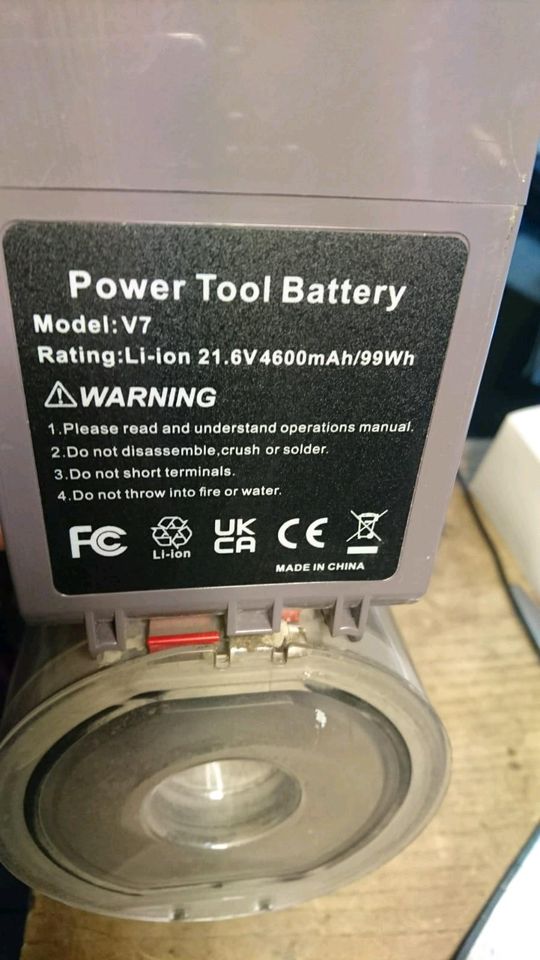 Power Tool Battery
Model:V7
Rating:Li-ion 21.6V4600mAh/99Wh
WARNING
1.Please read and understand operations manual.
2.Do not disassemble,crush or solder.
3.Do not short terminals.
4.Do not throw into fire or water.
FC Li-ion UK CA CE
MADE IN CHINA